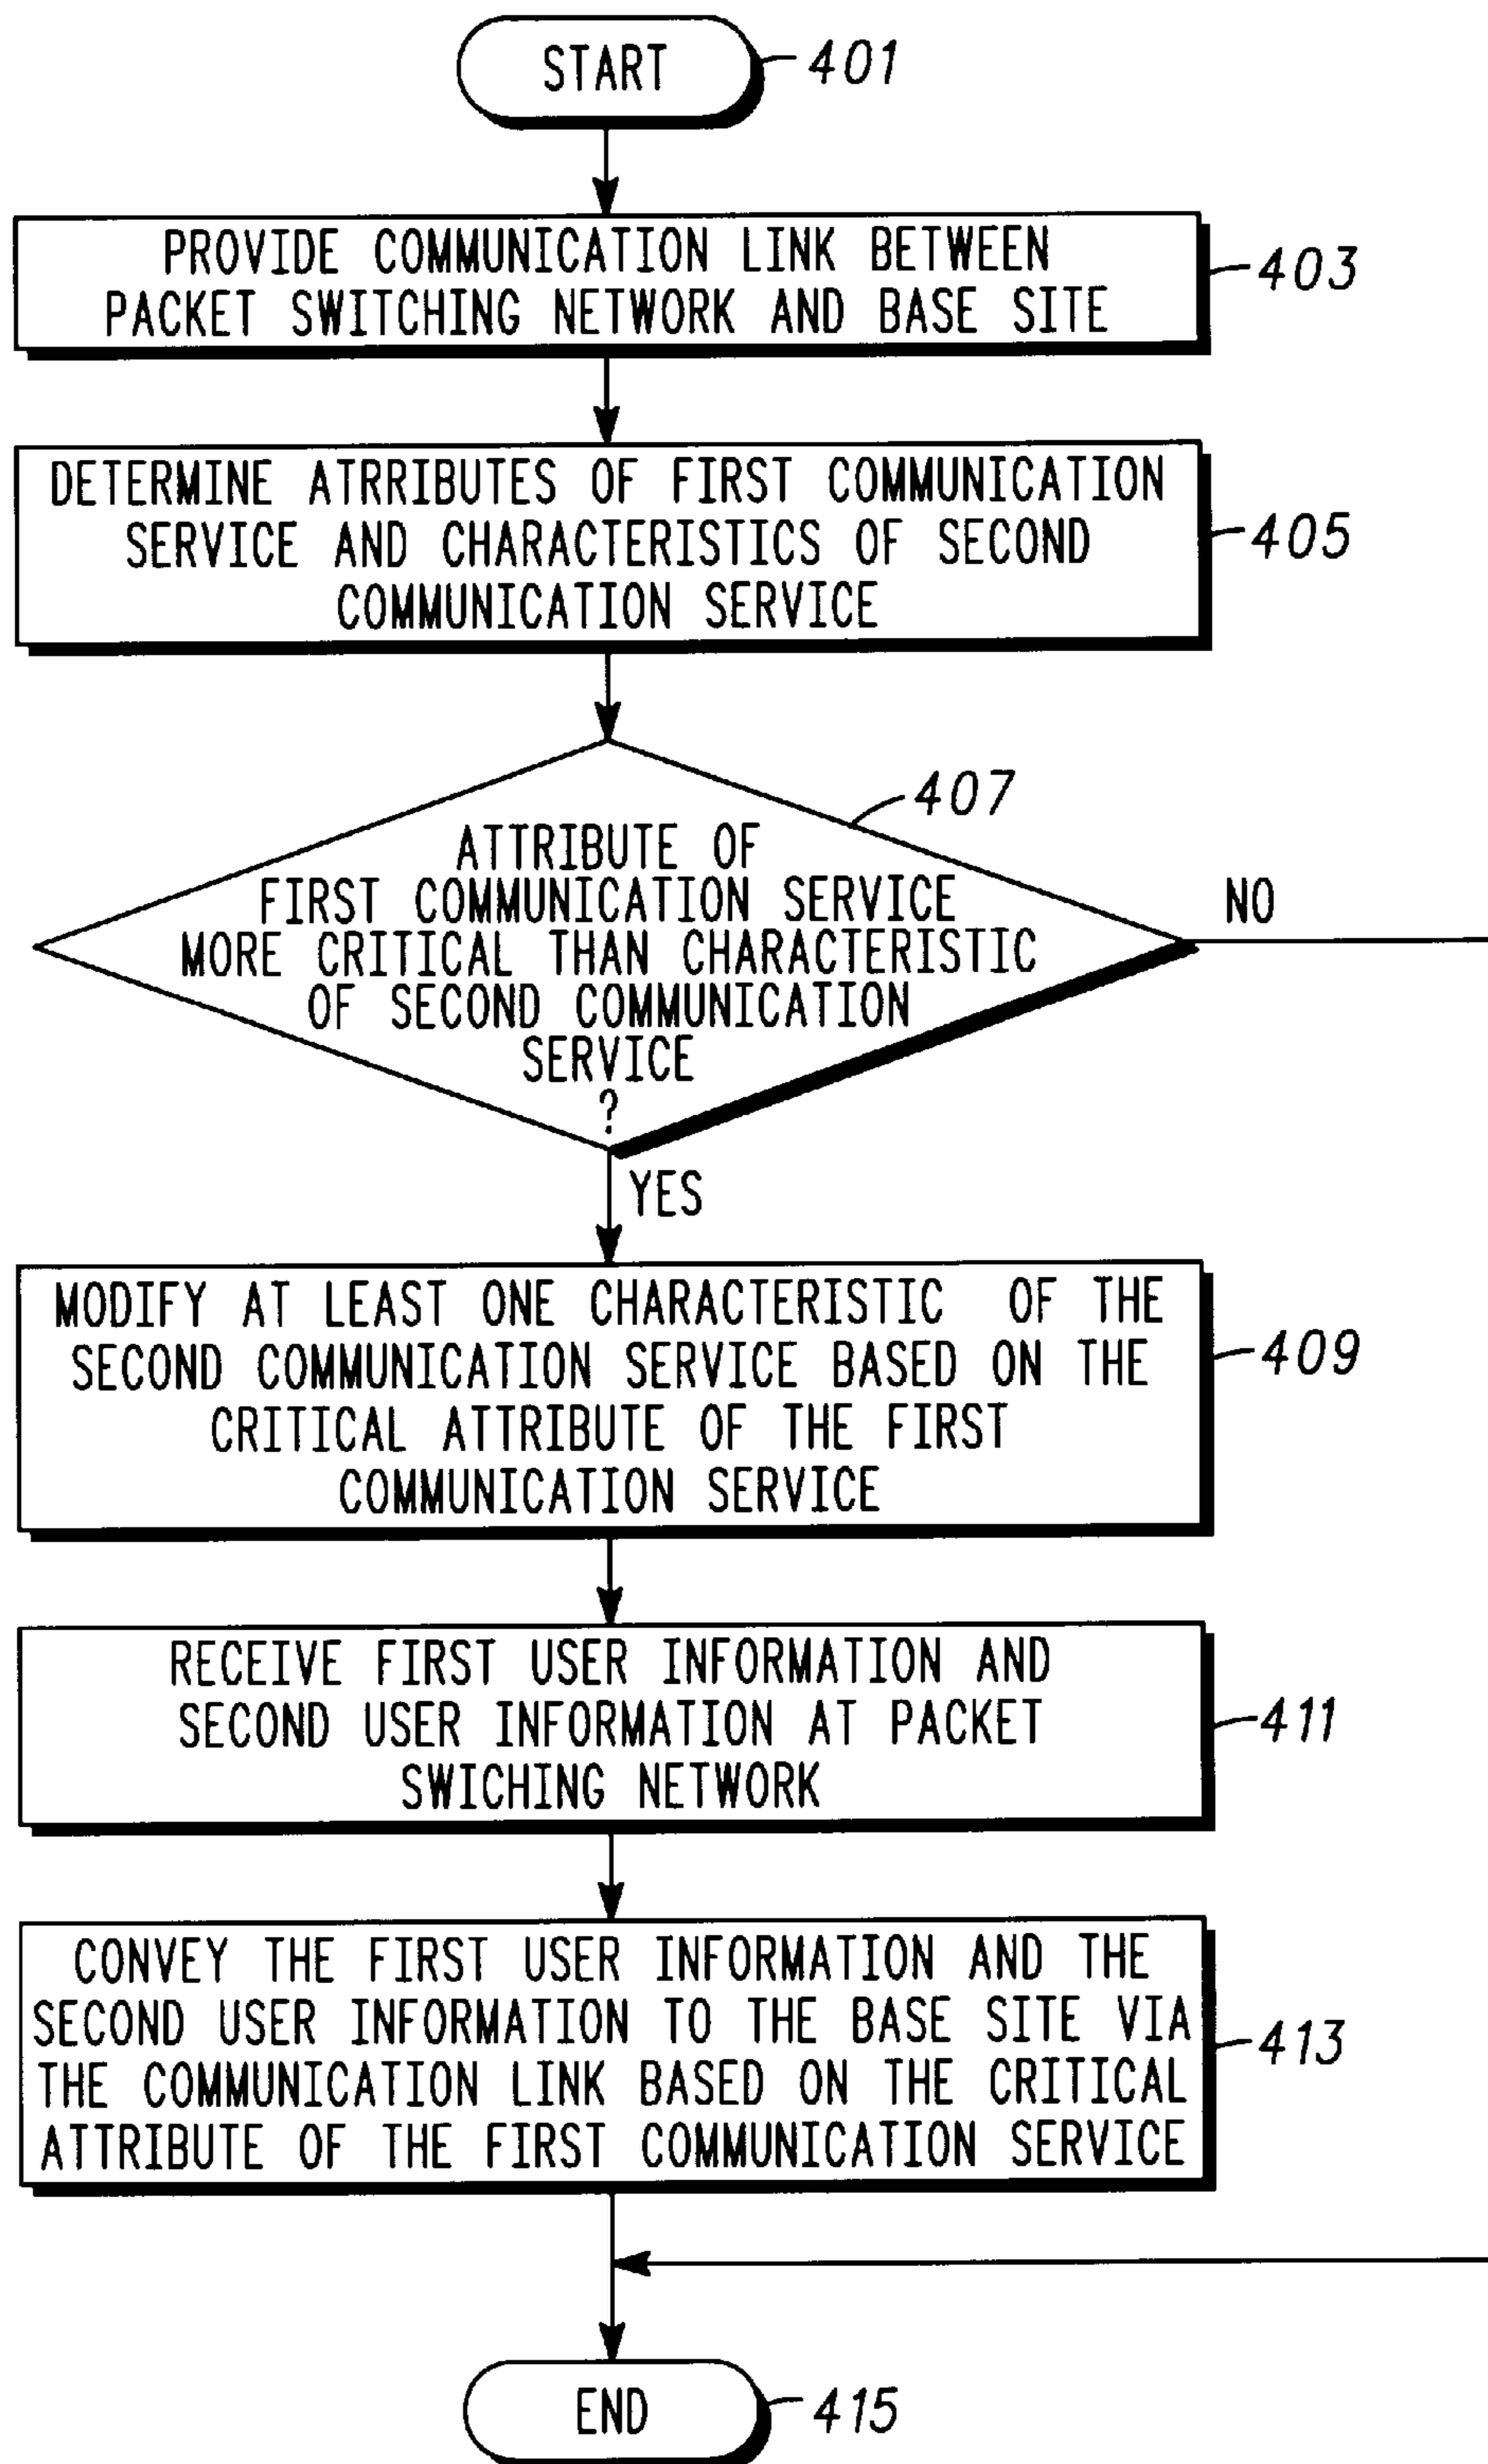 START
401
PROVIDE COMMUNICATION LINK BETWEEN
PACKET SWITCHING NETWORK AND BASE SITE
403
DETERMINE ATRRIBUTES OF FIRST COMMUNICATION
SERVICE AND CHARACTERISTICS OF SECOND
COMMUNICATION SERVICE
405
407
ATTRIBUTE OF
FIRST COMMUNICATION SERVICE
MORE CRITICAL THAN CHARACTERISTIC
OF SECOND COMMUNICATION
SERVICE
?
NO
YES
MODIFY AT LEAST ONE CHARACTERISTIC OF THE
SECOND COMMUNICATION SERVICE BASED ON THE
CRITICAL ATTRIBUTE OF THE FIRST
COMMUNICATION SERVICE
409
RECEIVE FIRST USER INFORMATION AND
SECOND USER INFORMATION AT PACKET
SWICHING NETWORK
411
CONVEY THE FIRST USER INFORMATION AND THE
SECOND USER INFORMATION TO THE BASE SITE VIA
THE COMMUNICATION LINK BASED ON THE CRITICAL
ATTRIBUTE OF THE FIRST COMMUNICATION SERVICE
413
END
415